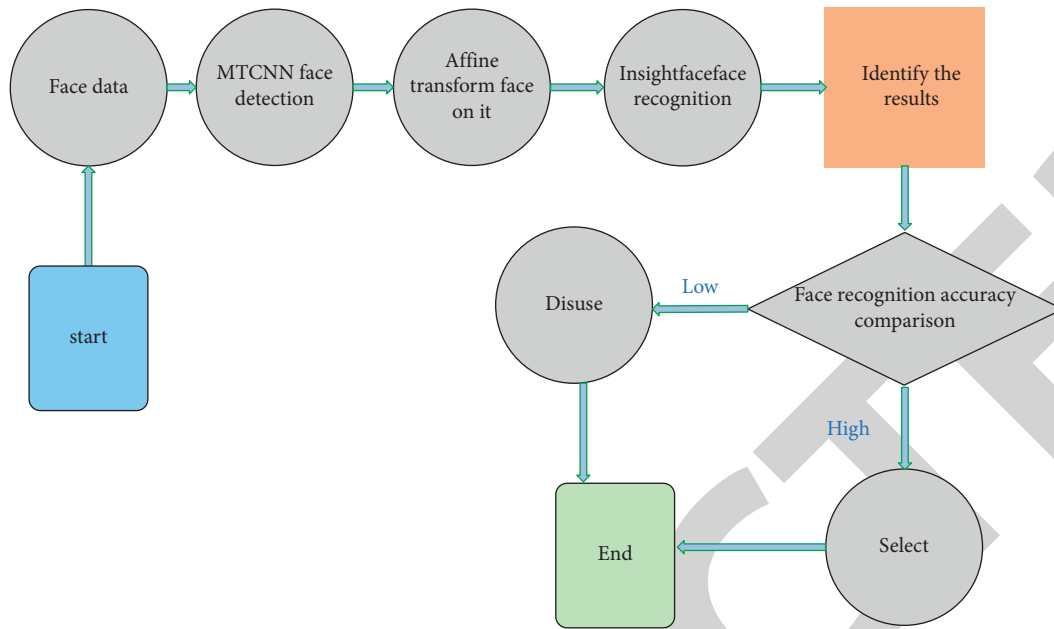 Face data
MTCNN face
detection
Affine
transform face
on it
Insightfaceface
recognition
Identify the
results
start
Disuse
Low
Face recognition accuracy
comparison
High
End
Select